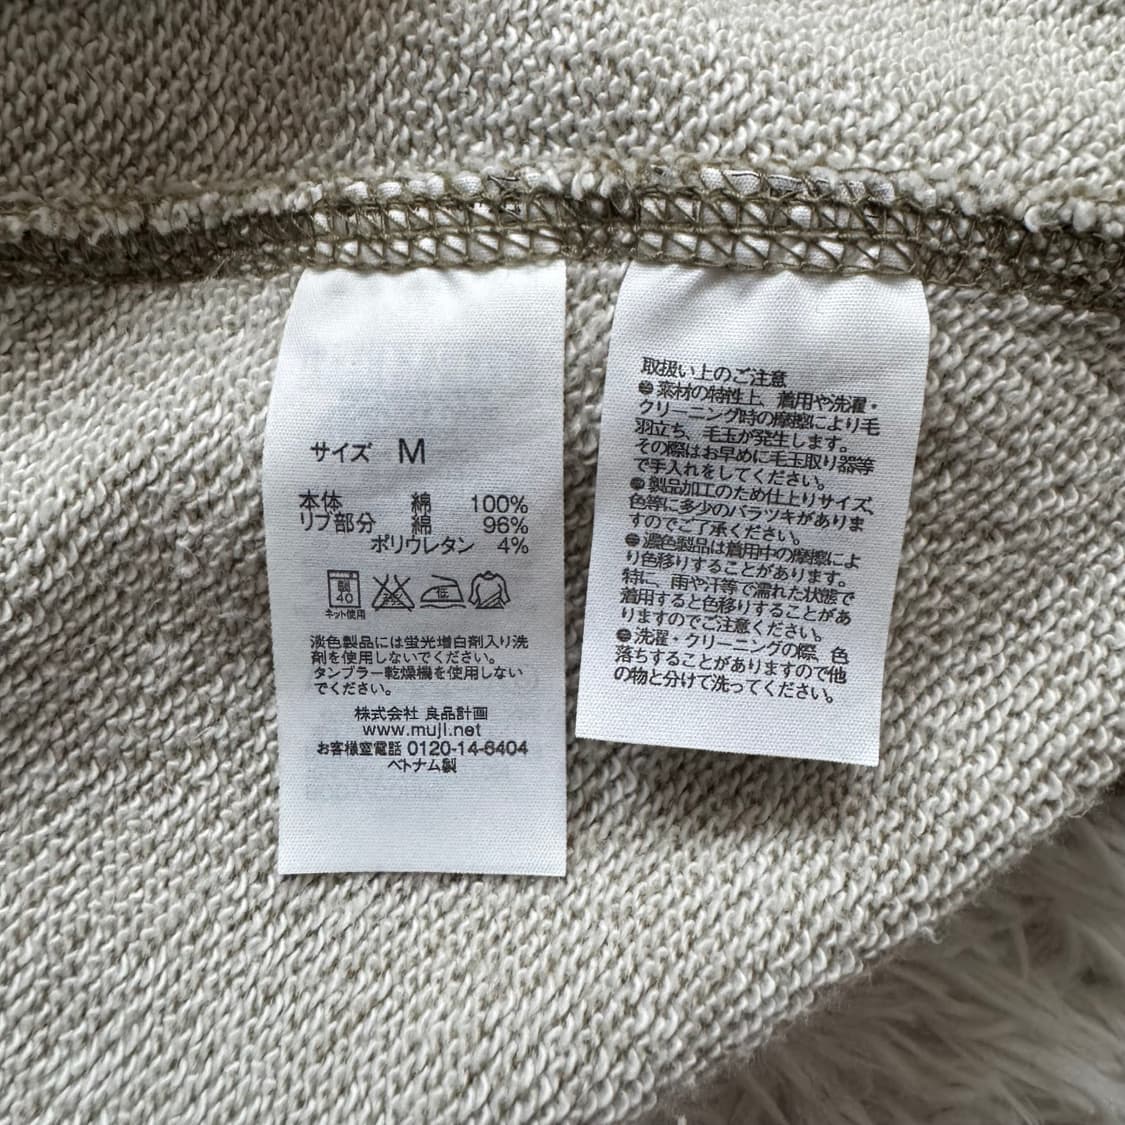 サイズ M
本体 綿 100%
リブ部分 綿 96%
ポリウレタン 4%
弱
40
ネット使用
低
淡色製品には蛍光増白剤入り洗
剤を使用しないでください。
タンブラー乾燥機を使用しない
でください。
株式会社 良品計画
www.muji.net
お客様室電話 0120-14-6404
ベトナム製
取扱い上のご注意
●素材の特性上、着用や洗濯・
クリーニング時の摩擦により毛
羽立ち、毛玉が発生します。
その際はお早めに毛玉取り器等
で手入れをしてください。
●製品加工のため仕上りサイズ、
色等に多少のバラツキがありま
すのでご了承ください。
●濃色製品は着用中の摩擦によ
り色移りすることがあります。
特に、雨や汗等で濡れた状態で
着用すると色移りすることがあ
りますのでご注意ください。
●洗濯・クリーニングの際、色
落ちすることがありますので他
の物と分けて洗ってください。